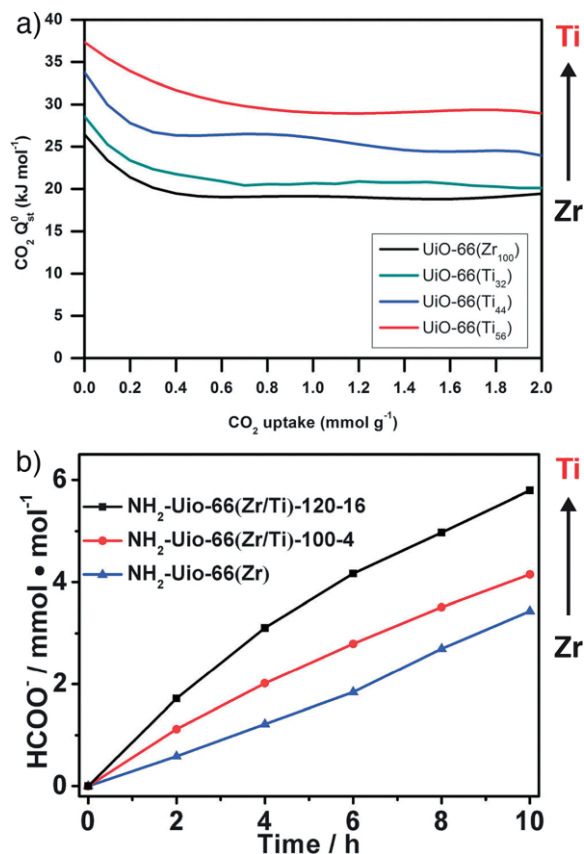 a)
40
35
30
25
20
15
10
5
0
CO₂ Q⁰ₛₜ (kJ mol⁻¹)
UiO-66(Zr₁₀₀)
UiO-66(Ti₃₂)
UiO-66(Ti₄₄)
UiO-66(Ti₅₆)
0.0 0.2 0.4 0.6 0.8 1.0 1.2 1.4 1.6 1.8 2.0
CO₂ uptake (mmol g⁻¹)
Ti
Zr
b)
6
4
2
0
HCOO⁻ / mmol • mol⁻¹
NH₂-Uio-66(Zr/Ti)-120-16
NH₂-Uio-66(Zr/Ti)-100-4
NH₂-Uio-66(Zr)
0 2 4 6 8 10
Time / h
Ti
Zr